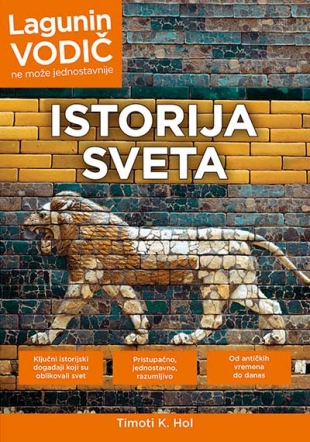 Lagunin
VODIČ
ne može jednostavnije
ISTORIJA
SVETA
Ključni istorijski
događaji koji su
oblikovali svet
Pristupačno,
jednostavno,
razumljivo
Od antičkih
vremena
do danas
Timoti K. Hol